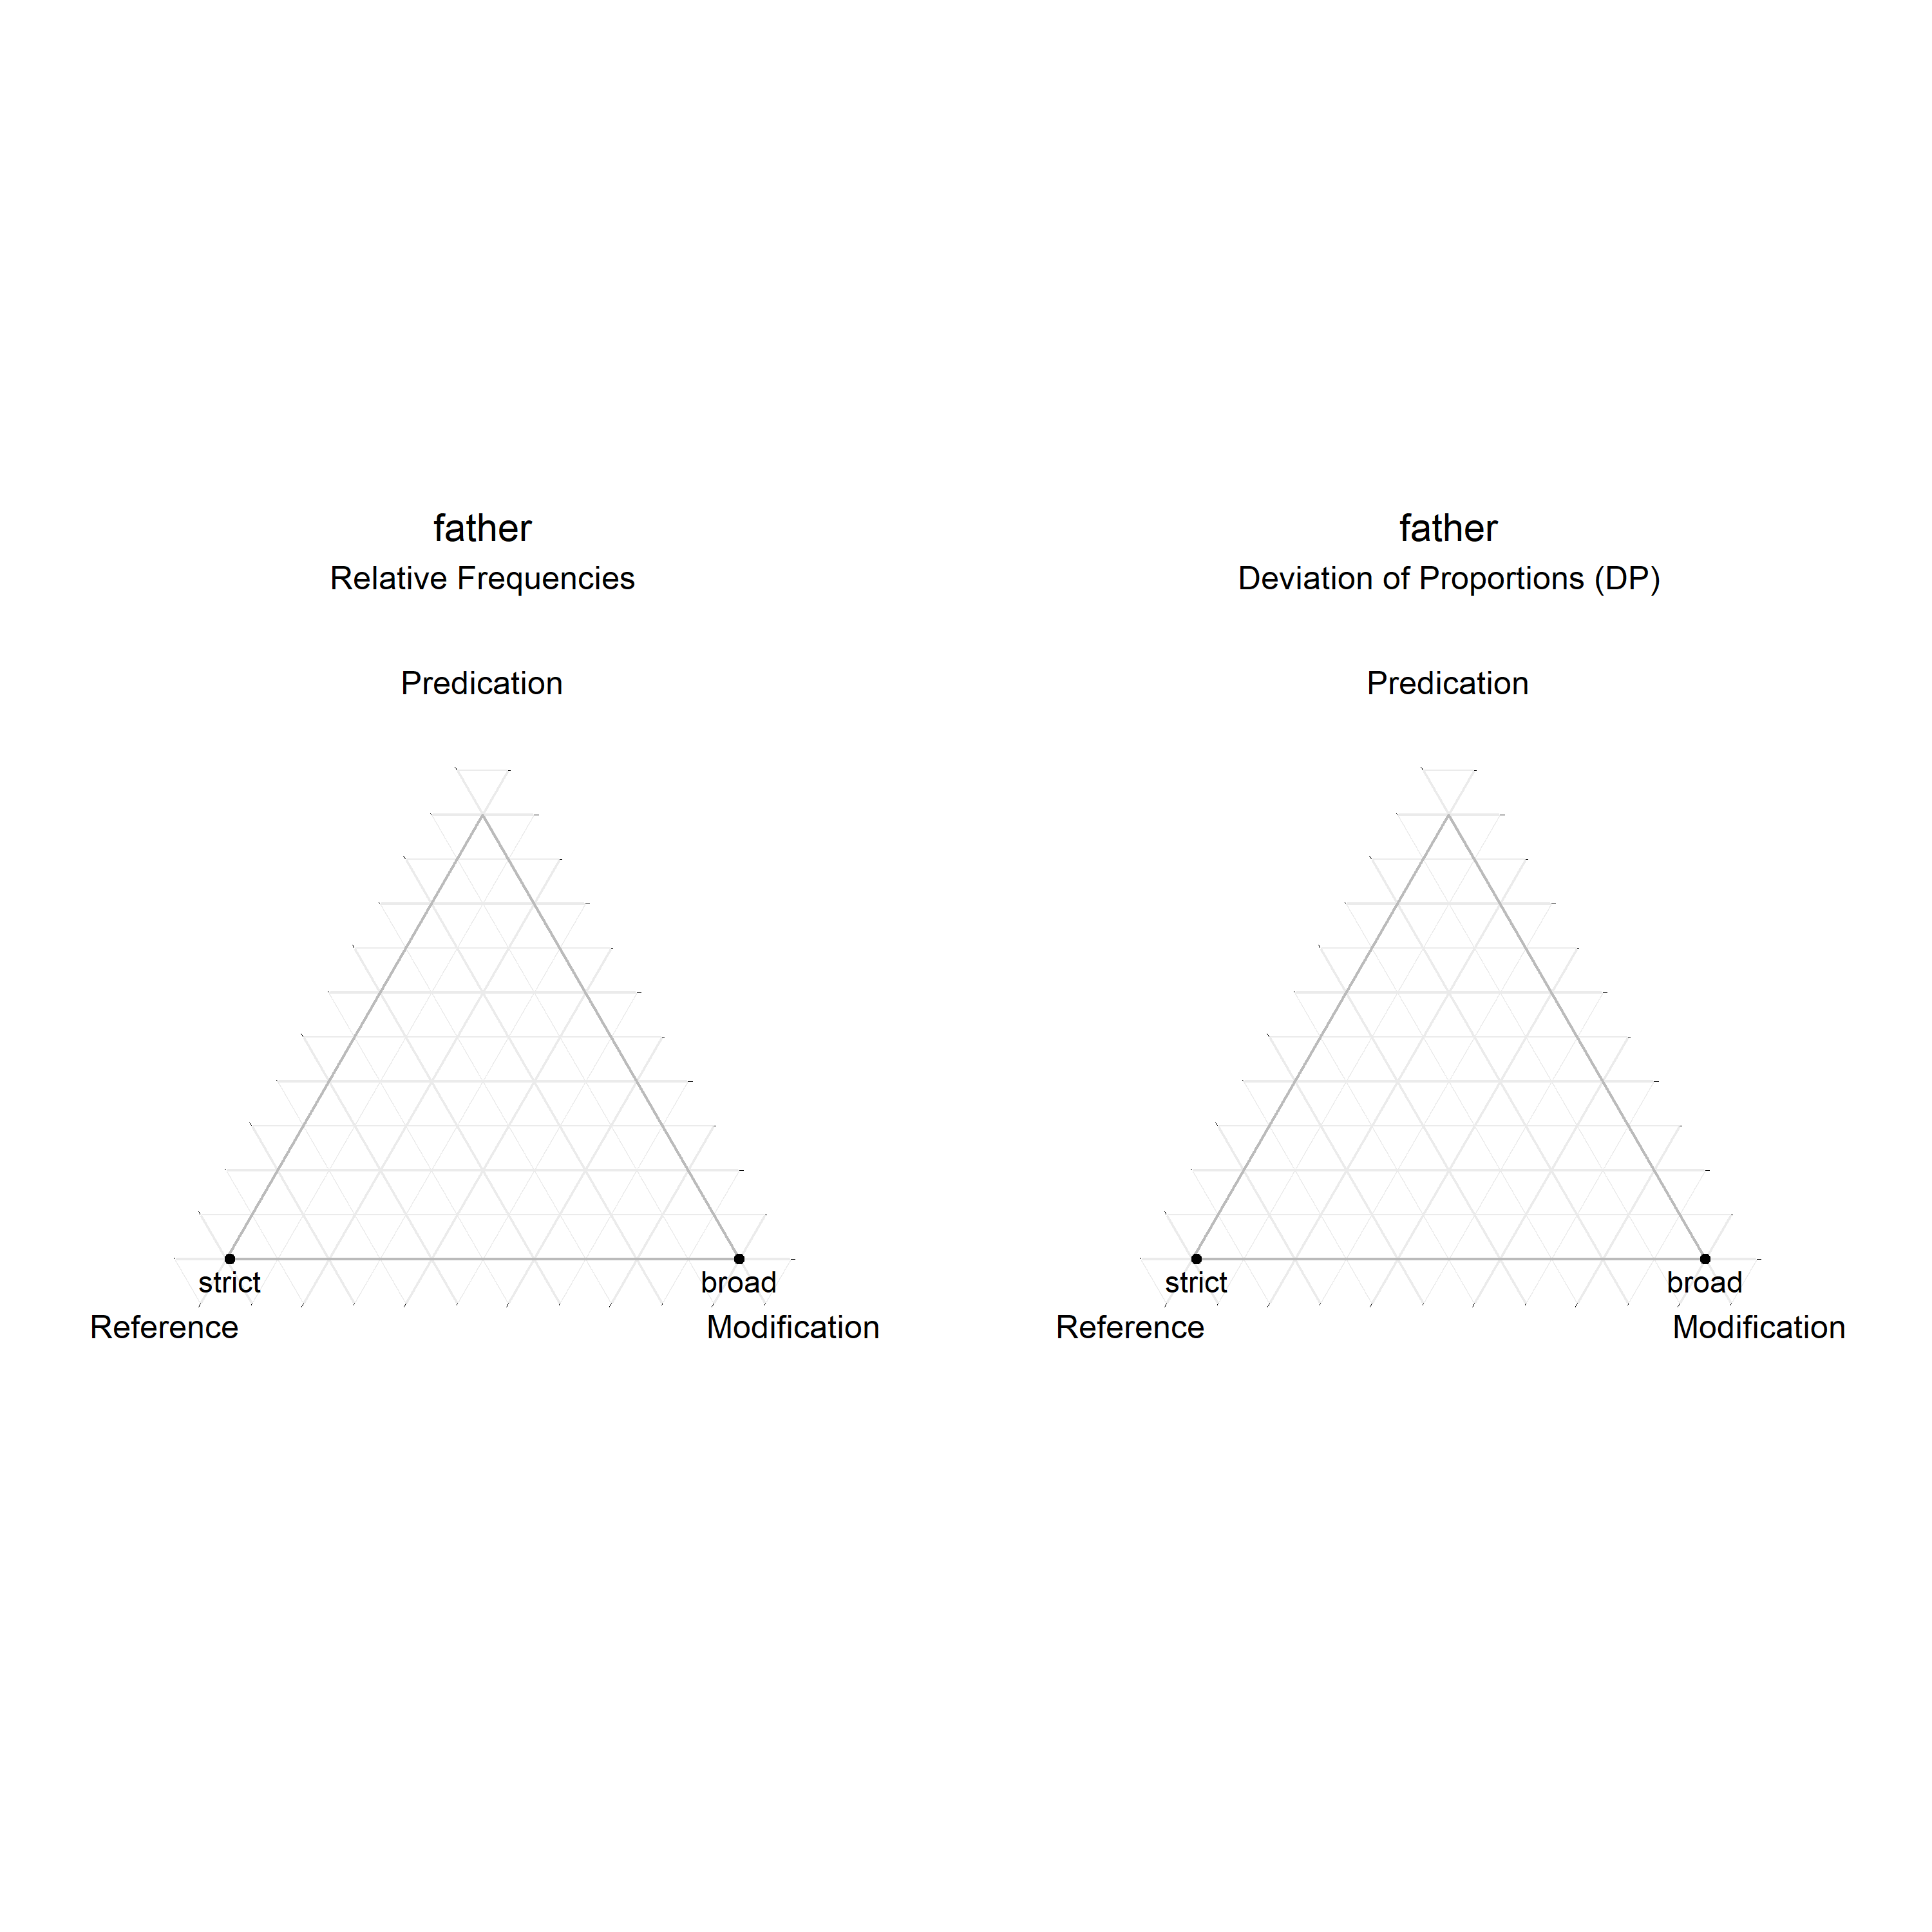 father
Relative Frequencies
Predication
strict
broad
Reference
Modification
father
Deviation of Proportions (DP)
Predication
strict
broad
Reference
Modification